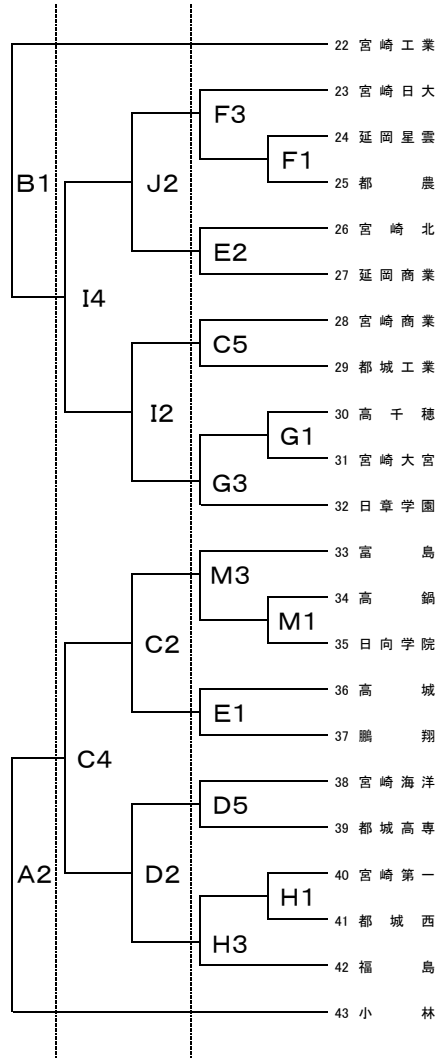 22 宮崎工業
23 宮崎日大
F3
24 延岡星雲
F1
B1
J2
25 都農
26 宮崎北
E2
27 延岡商業
I4
28 宮崎商業
C5
29 都城工業
I2
30 高千穂
G1
31 宮崎大宮
G3
32 日章学園
33 富島
M3
34 高鍋
M1
C2
35 日向学院
36 高城
E1
37 鵬翔
C4
38 宮崎海洋
D5
39 都城高専
A2
D2
40 宮崎第一
H1
41 都城西
H3
42 福島
43 小林